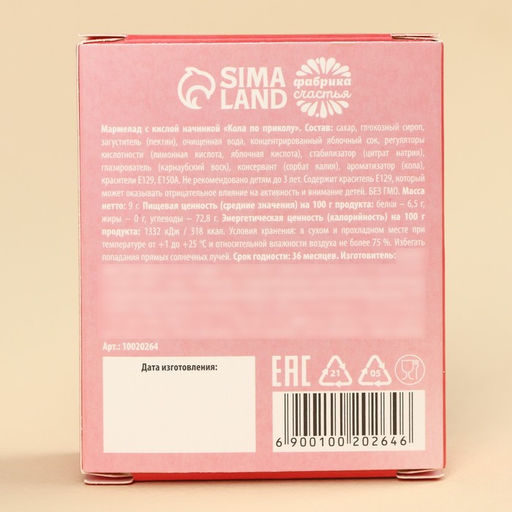 SIMA
LAND
фабрика
счастья
Мармелад с кислой начинкой «Кола по приколу». Состав: сахар, глюкозный сироп,
загуститель (пектин), очищенная вода, концентрированный яблочный сок, регуляторы
кислотности (лимонная кислота, яблочная кислота), стабилизатор (цитрат натрия),
глазирователь (карнаубский воск), консервант (сорбат калия), ароматизатор (кола),
красители Е129, Е150А. Не рекомендовано детям до 3 лет. Содержит краситель Е129, который
может оказывать отрицательное влияние на активность и внимание детей. БЕЗ ГМО. Масса
нетто: 9 г. Пищевая ценность (средние значения) на 100 г продукта: белки – 6,5 г,
жиры – 0 г, углеводы – 72,8 г. Энергетическая ценность (калорийность) на 100 г
продукта: 1332 кДж / 318 ккал. Условия хранения: в сухом и прохладном месте при
температуре от +1 до +25 °С и относительной влажности воздуха не более 75 %. Избегать
попадания прямых солнечных лучей. Срок годности: 36 месяцев. Изготовитель:
Арт.: 10020264
Дата изготовления:
EAC
21
05
6 900100 202646